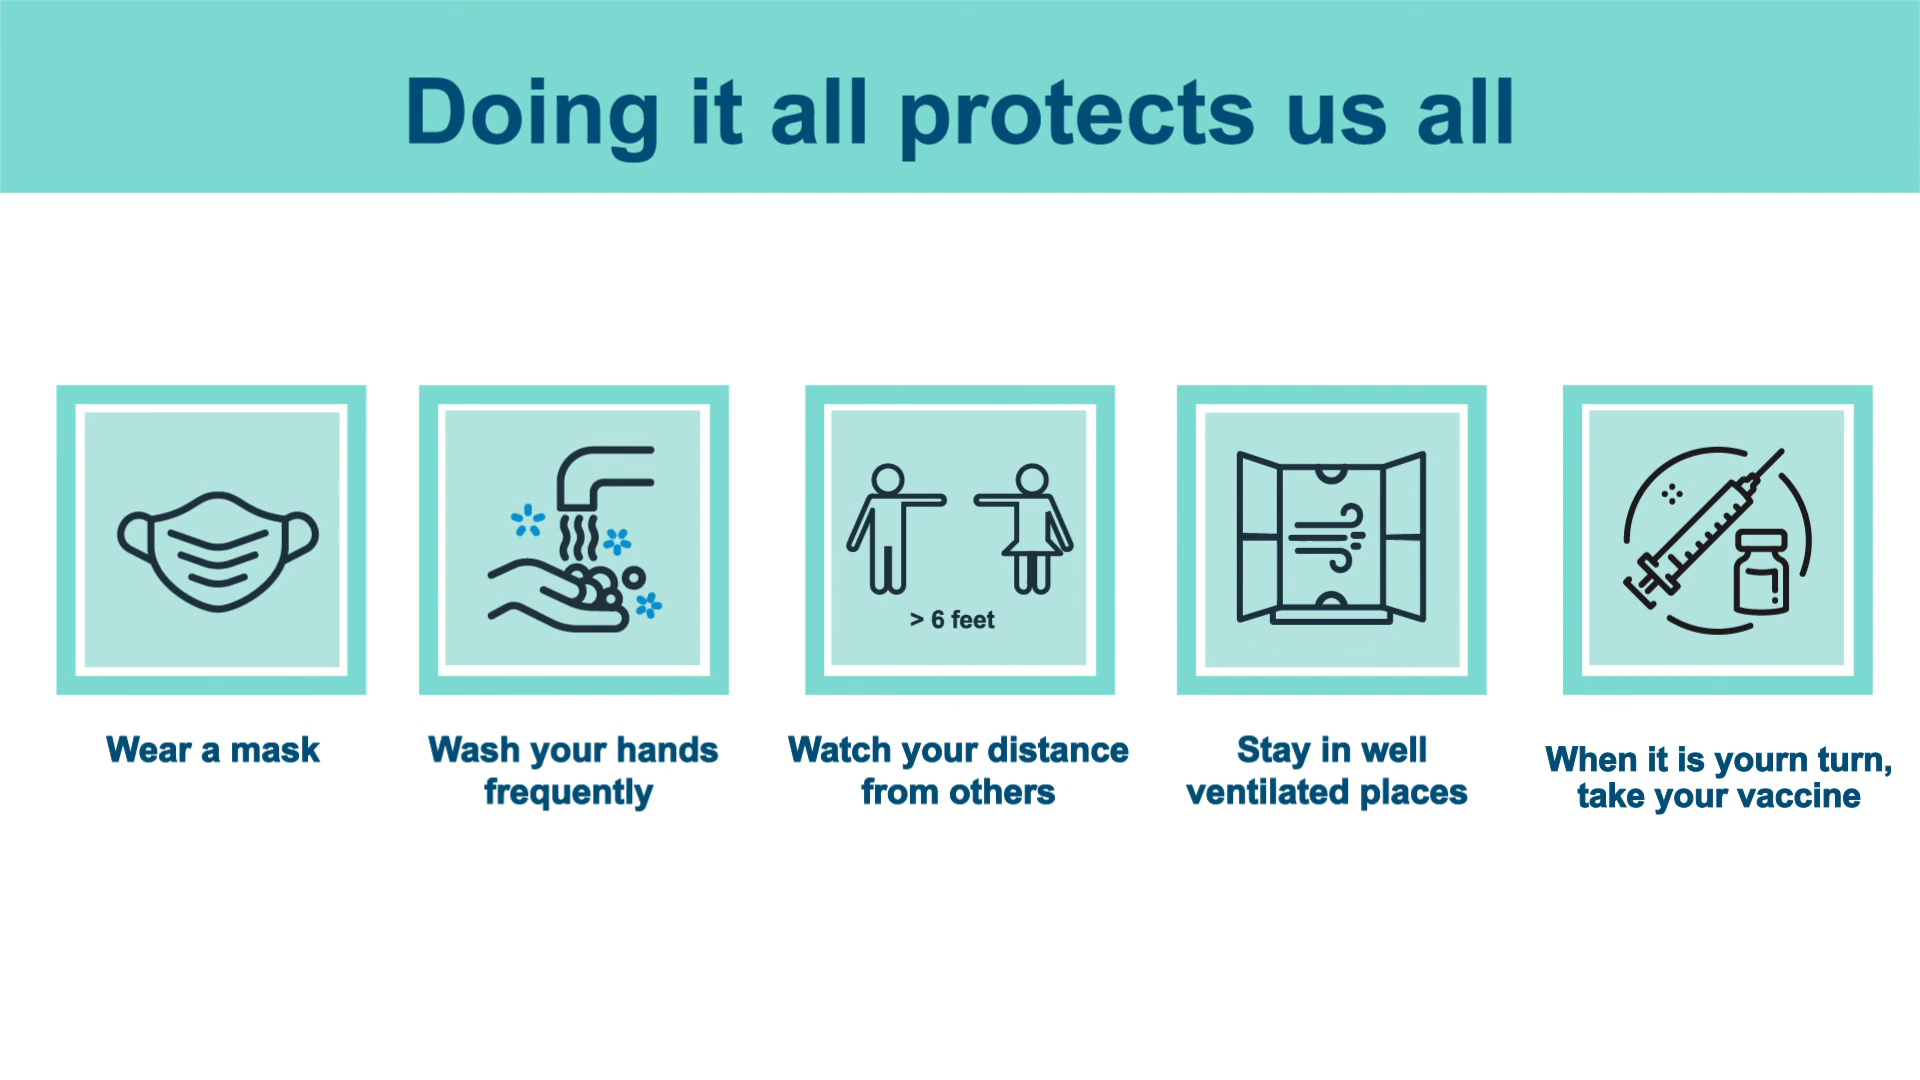 Doing it all protects us all
> 6 feet
Wear a mask
Wash your hands
frequently
Watch your distance
from others
Stay in well
ventilated places
When it is yourn turn,
take your vaccine